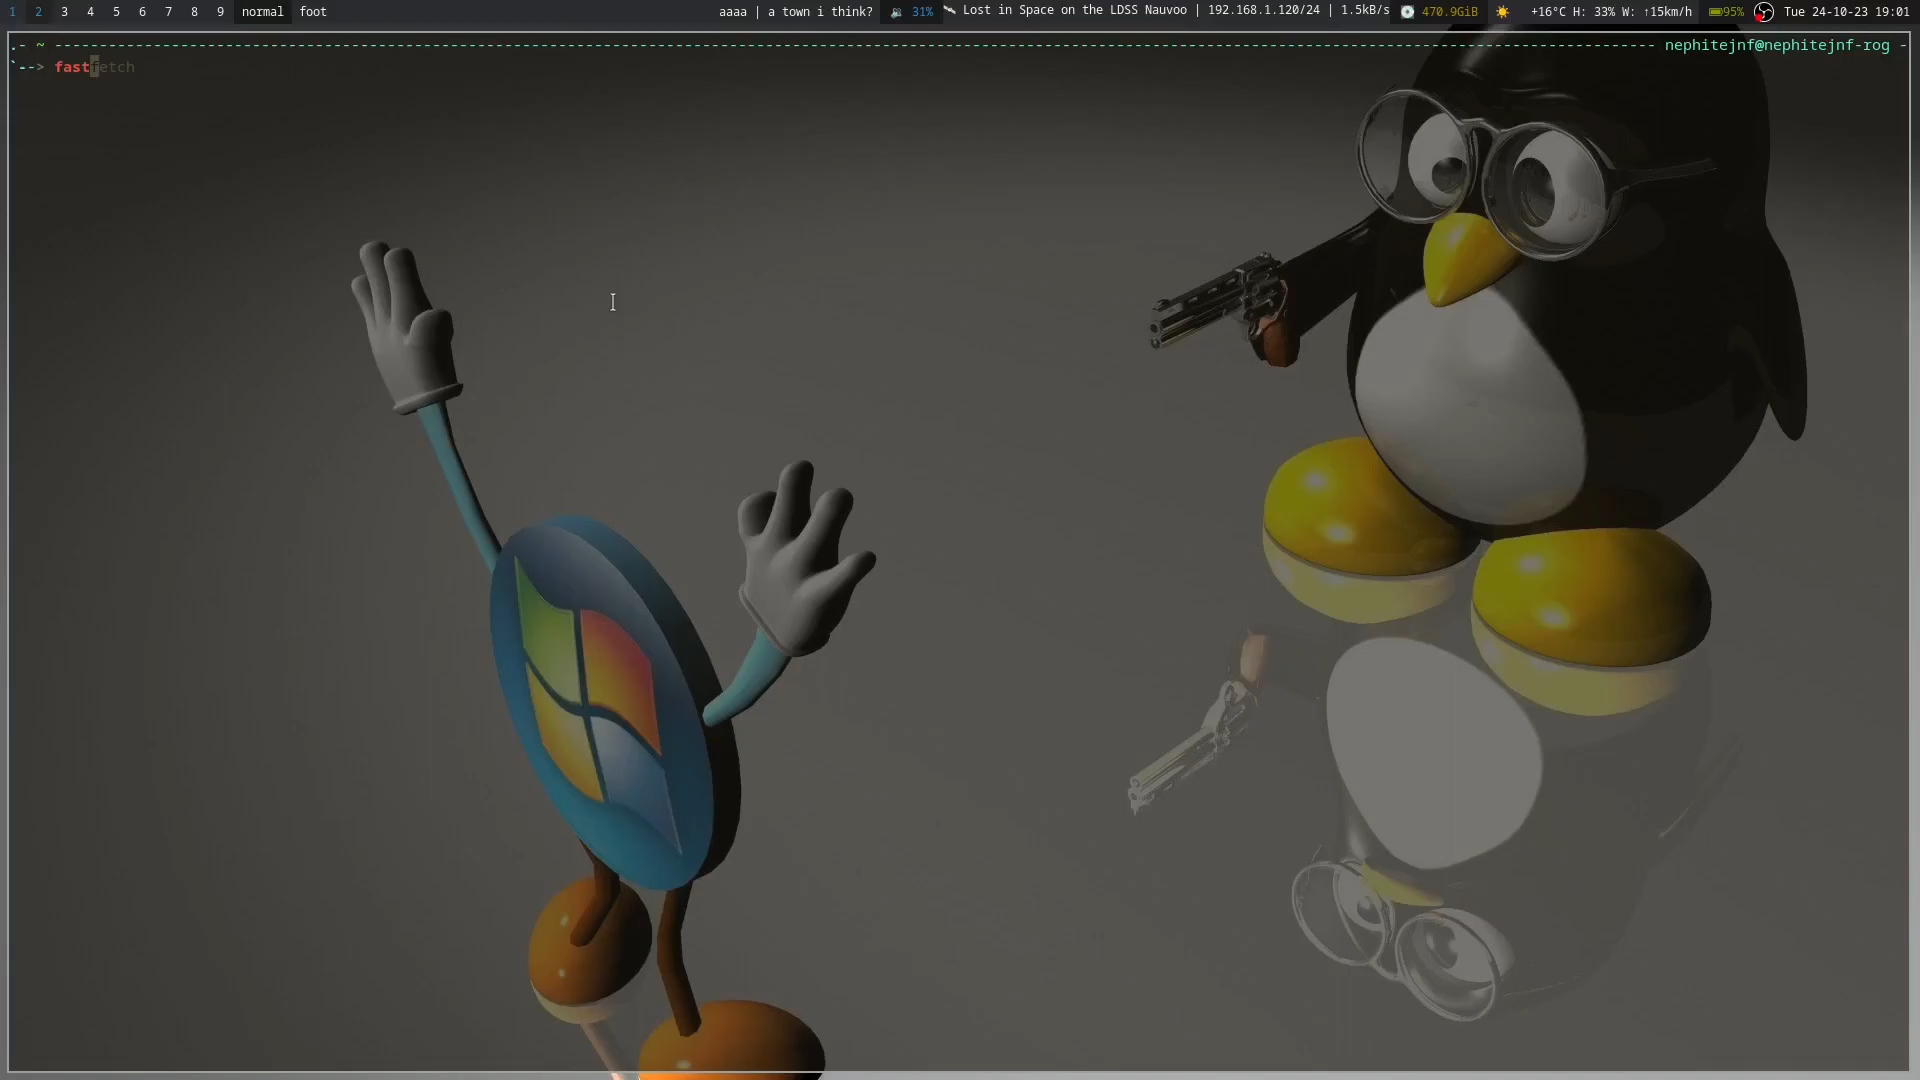 1 2 3 4 5 6 7 8 9 normal foot aaaa | a town i think? 31% Lost in Space on the LDSS Nauvoo | 192.168.1.120/24 | 1.5kB/s 470.9GiB +16°C H: 33% W: ↑15km/h 95% Tue 24-10-23 19:01
.- ~ ------------------------------------------------------------------------------------------------------------------------------------------------------------------------------------------------------------------- nephitejnf@nephitejnf-rog -
`--> fastfetch